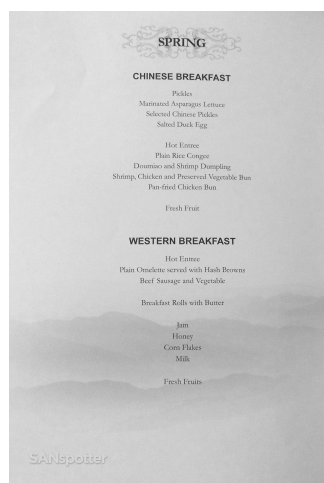 SPRING
CHINESE BREAKFAST
Pickles
Marinated Asparagus Lettuce
Selected Chinese Pickles
Salted Duck Egg
Hot Entree
Plain Rice Congee
Doumiao and Shrimp Dumpling
Shrimp, Chicken and Preserved Vegetable Bun
Pan-fried Chicken Bun
Fresh Fruit
WESTERN BREAKFAST
Hot Entree
Plain Omelette served with Hash Browns
Beef Sausage and Vegetable
Breakfast Rolls with Butter
Jam
Honey
Corn Flakes
Milk
Fresh Fruits
SANspotter